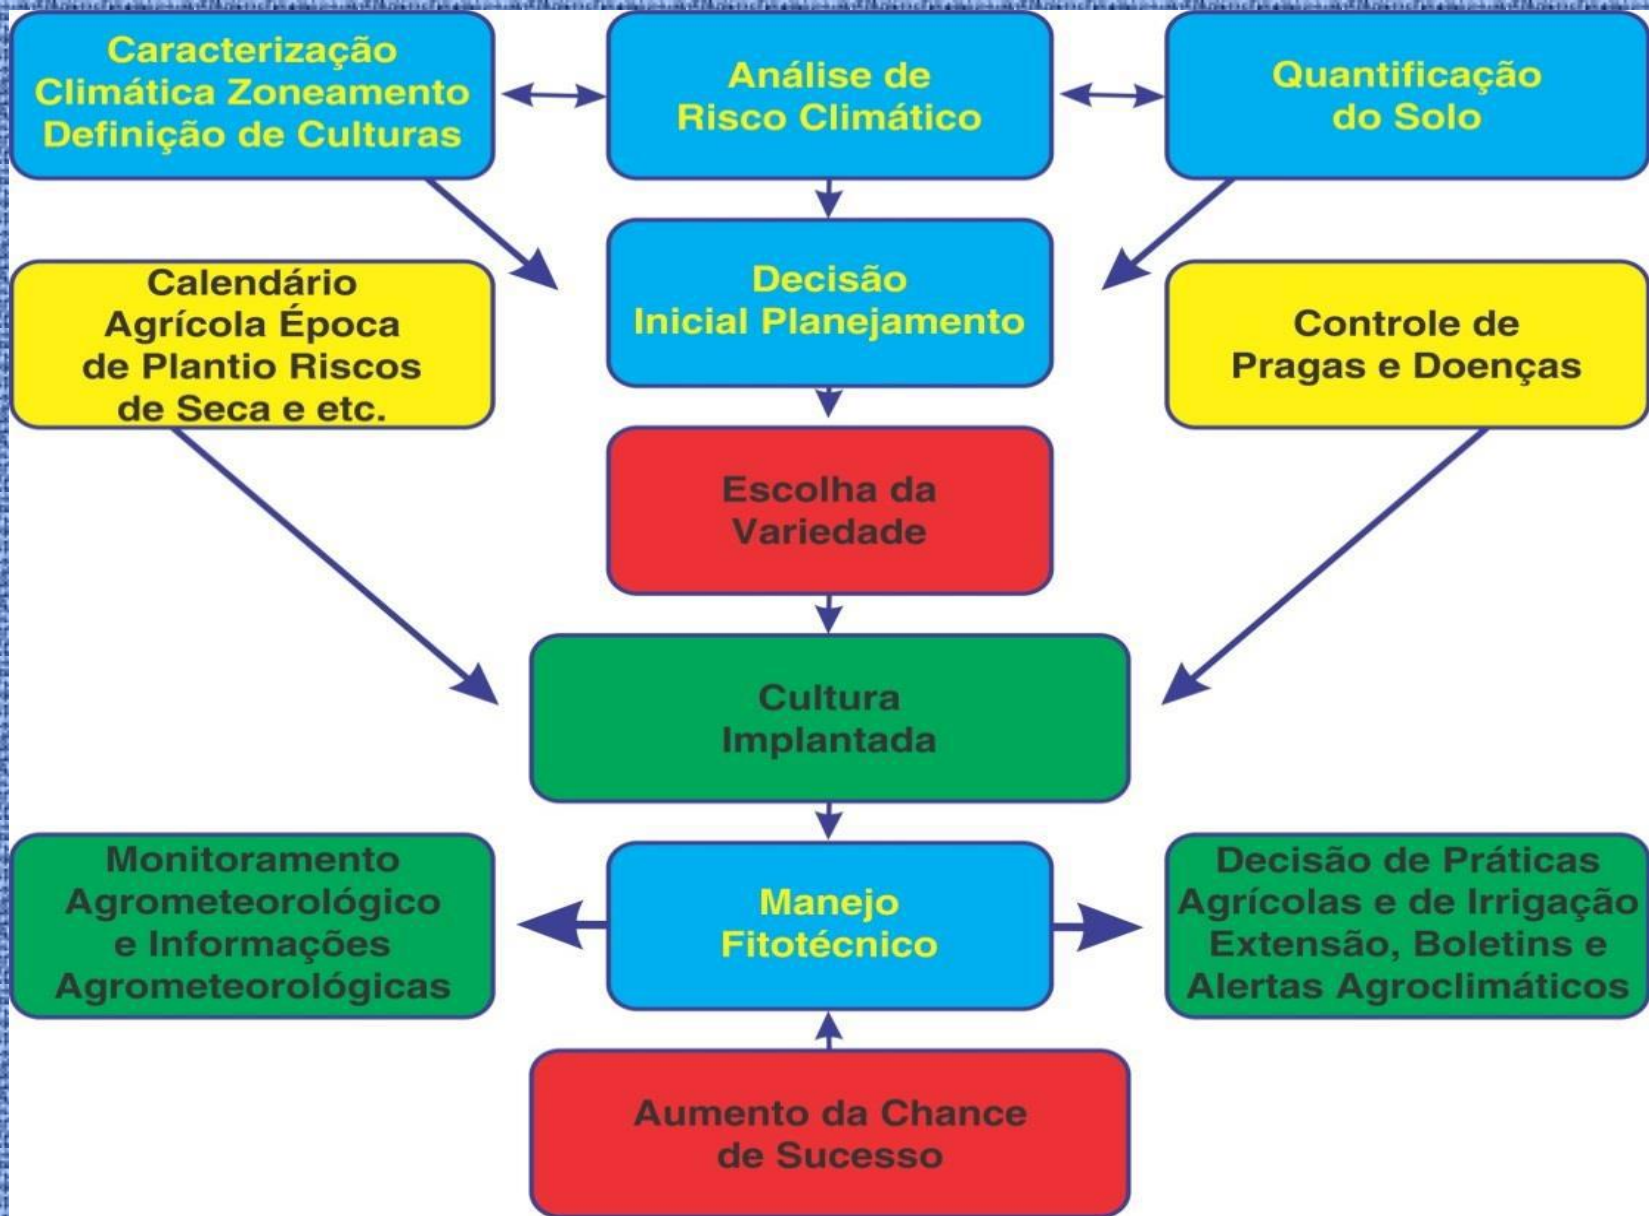 Caracterização
Climática Zoneamento
Definição de Culturas
Análise de
Risco Climático
Quantificação
do Solo
Decisão
Inicial Planejamento
Calendário
Agrícola Época
de Plantio Riscos
de Seca e etc.
Controle de
Pragas e Doenças
Escolha da
Variedade
Cultura
Implantada
Monitoramento
Agrometeorológico
e Informações
Agrometeorológicas
Manejo
Fitotécnico
Decisão de Práticas
Agrícolas e de Irrigação
Extensão, Boletins e
Alertas Agroclimáticos
Aumento da Chance
de Sucesso